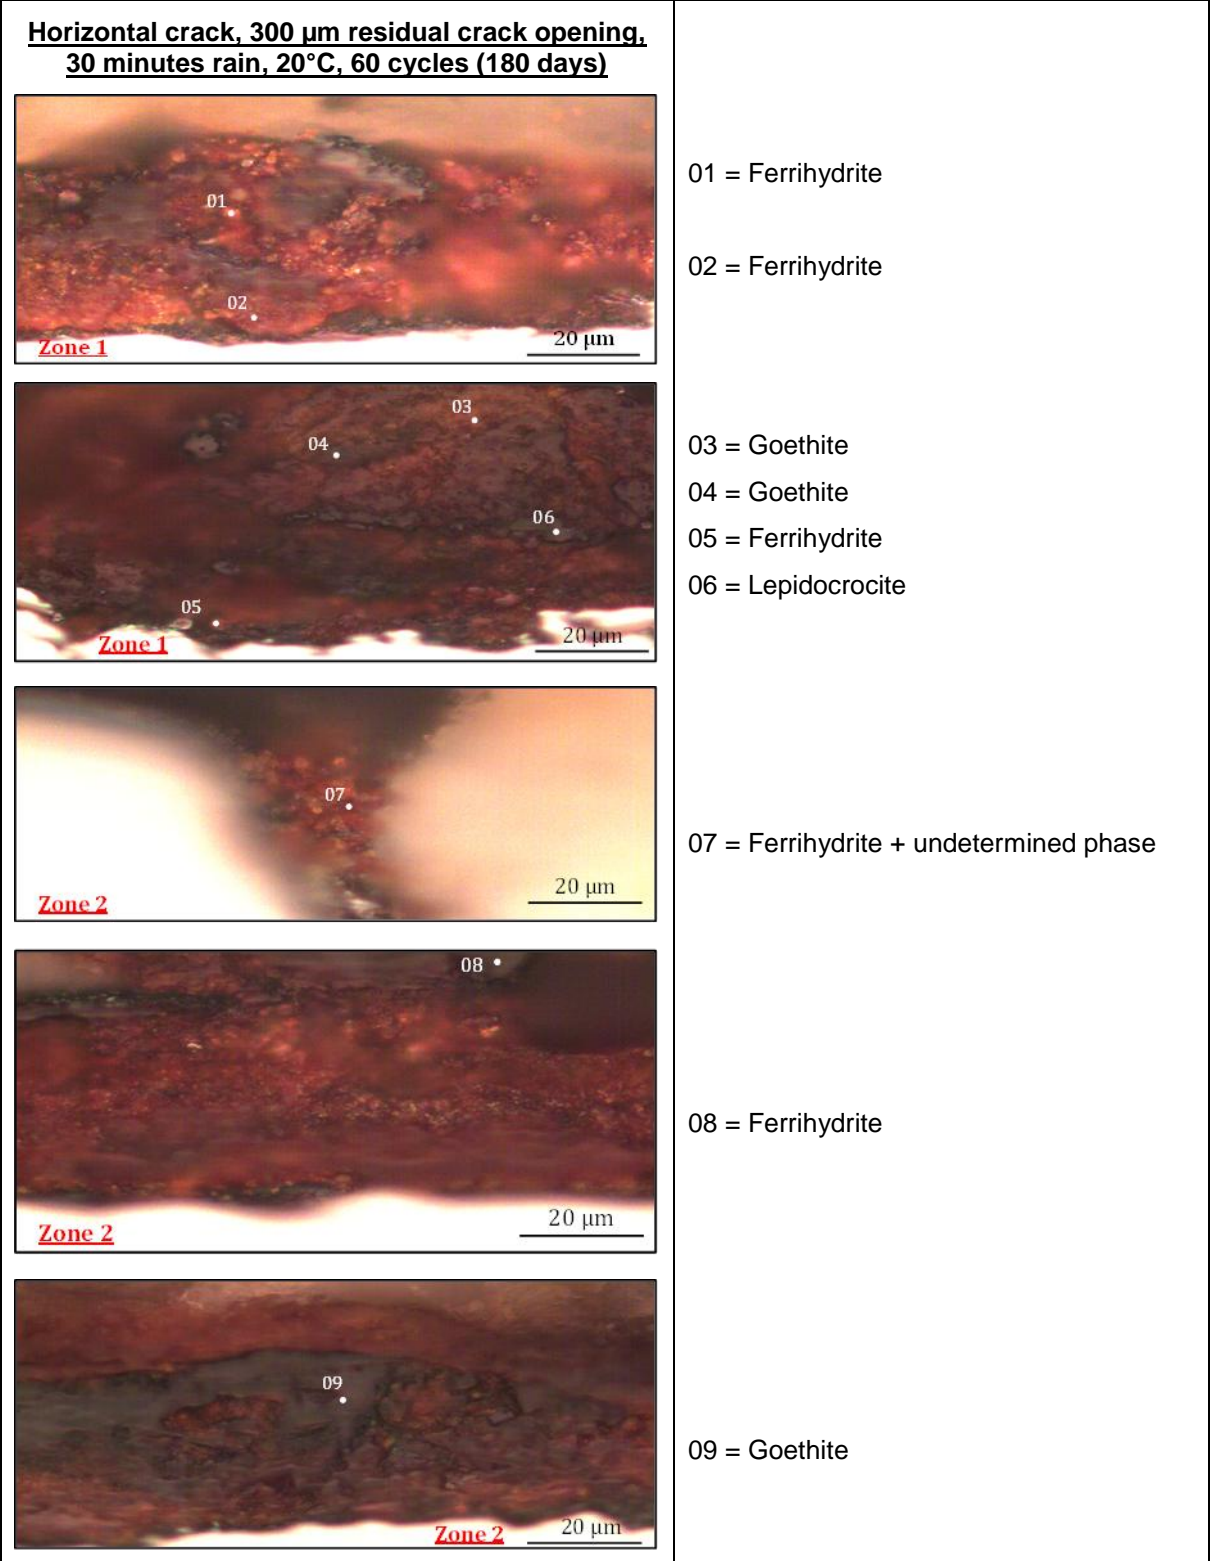 Horizontal crack, 300 µm residual crack opening,
30 minutes rain, 20°C, 60 cycles (180 days)
01
02
Zone 1
20 µm
01 = Ferrihydrite
02 = Ferrihydrite
03
04
06
05
Zone 1
20 µm
03 = Goethite
04 = Goethite
05 = Ferrihydrite
06 = Lepidocrocite
07
Zone 2
20 µm
07 = Ferrihydrite + undetermined phase
08
Zone 2
20 µm
08 = Ferrihydrite
09
Zone 2
20 µm
09 = Goethite